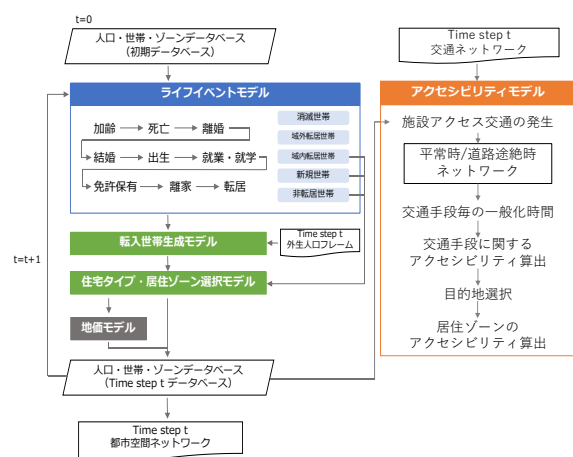 t=0
人口・世帯・ゾーンデータベース
（初期データベース）
ライフイベントモデル
加齢 死亡 離婚
結婚 出生 就業・就学
免許保有 離家 転居
消滅世帯
域外転居世帯
域内転居世帯
新規世帯
非転居世帯
転入世帯生成モデル
Time step t
外生人口フレーム
住宅タイプ・居住ゾーン選択モデル
地価モデル
t=t+1
人口・世帯・ゾーンデータベース
（Time step t データベース）
Time step t
都市空間ネットワーク
Time step t
交通ネットワーク
アクセシビリティモデル
施設アクセス交通の発生
平常時/道路途絶時
ネットワーク
交通手段毎の一般化時間
交通手段に関する
アクセシビリティ算出
目的地選択
居住ゾーンの
アクセシビリティ算出